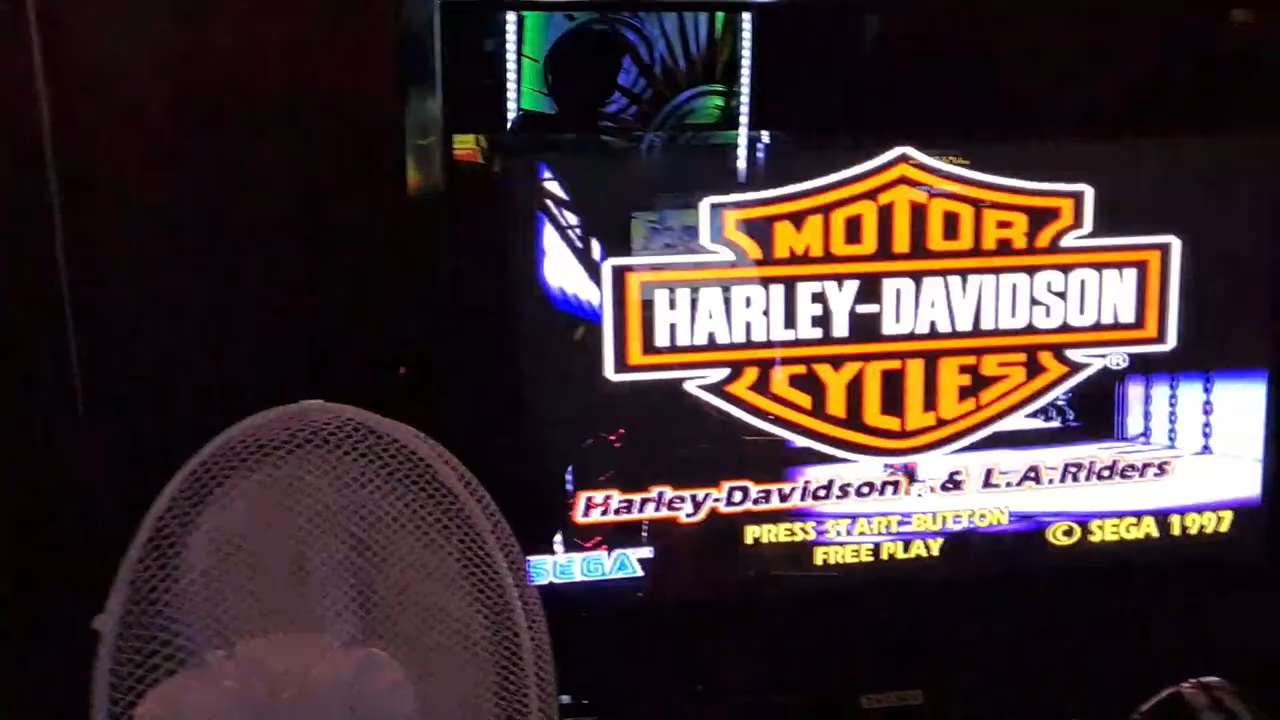 MOTOR
HARLEY-DAVIDSON
CYCLES
®
Harley-Davidson & L.A.Riders
PRESS START BUTTON
FREE PLAY
© SEGA 1997
SEGA